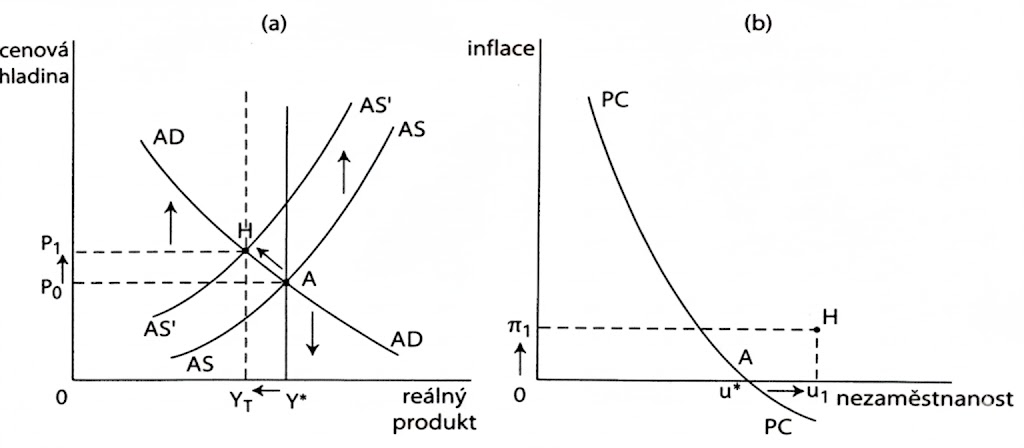 (a)
cenová
hladina
AD
AS'
AS
H
P₁
A
P₀
AS'
AS
AD
0
Y_T
Y*
reálný
produkt
(b)
inflace
PC
π₁
H
A
0
u*
u₁
nezaměstnanost
PC